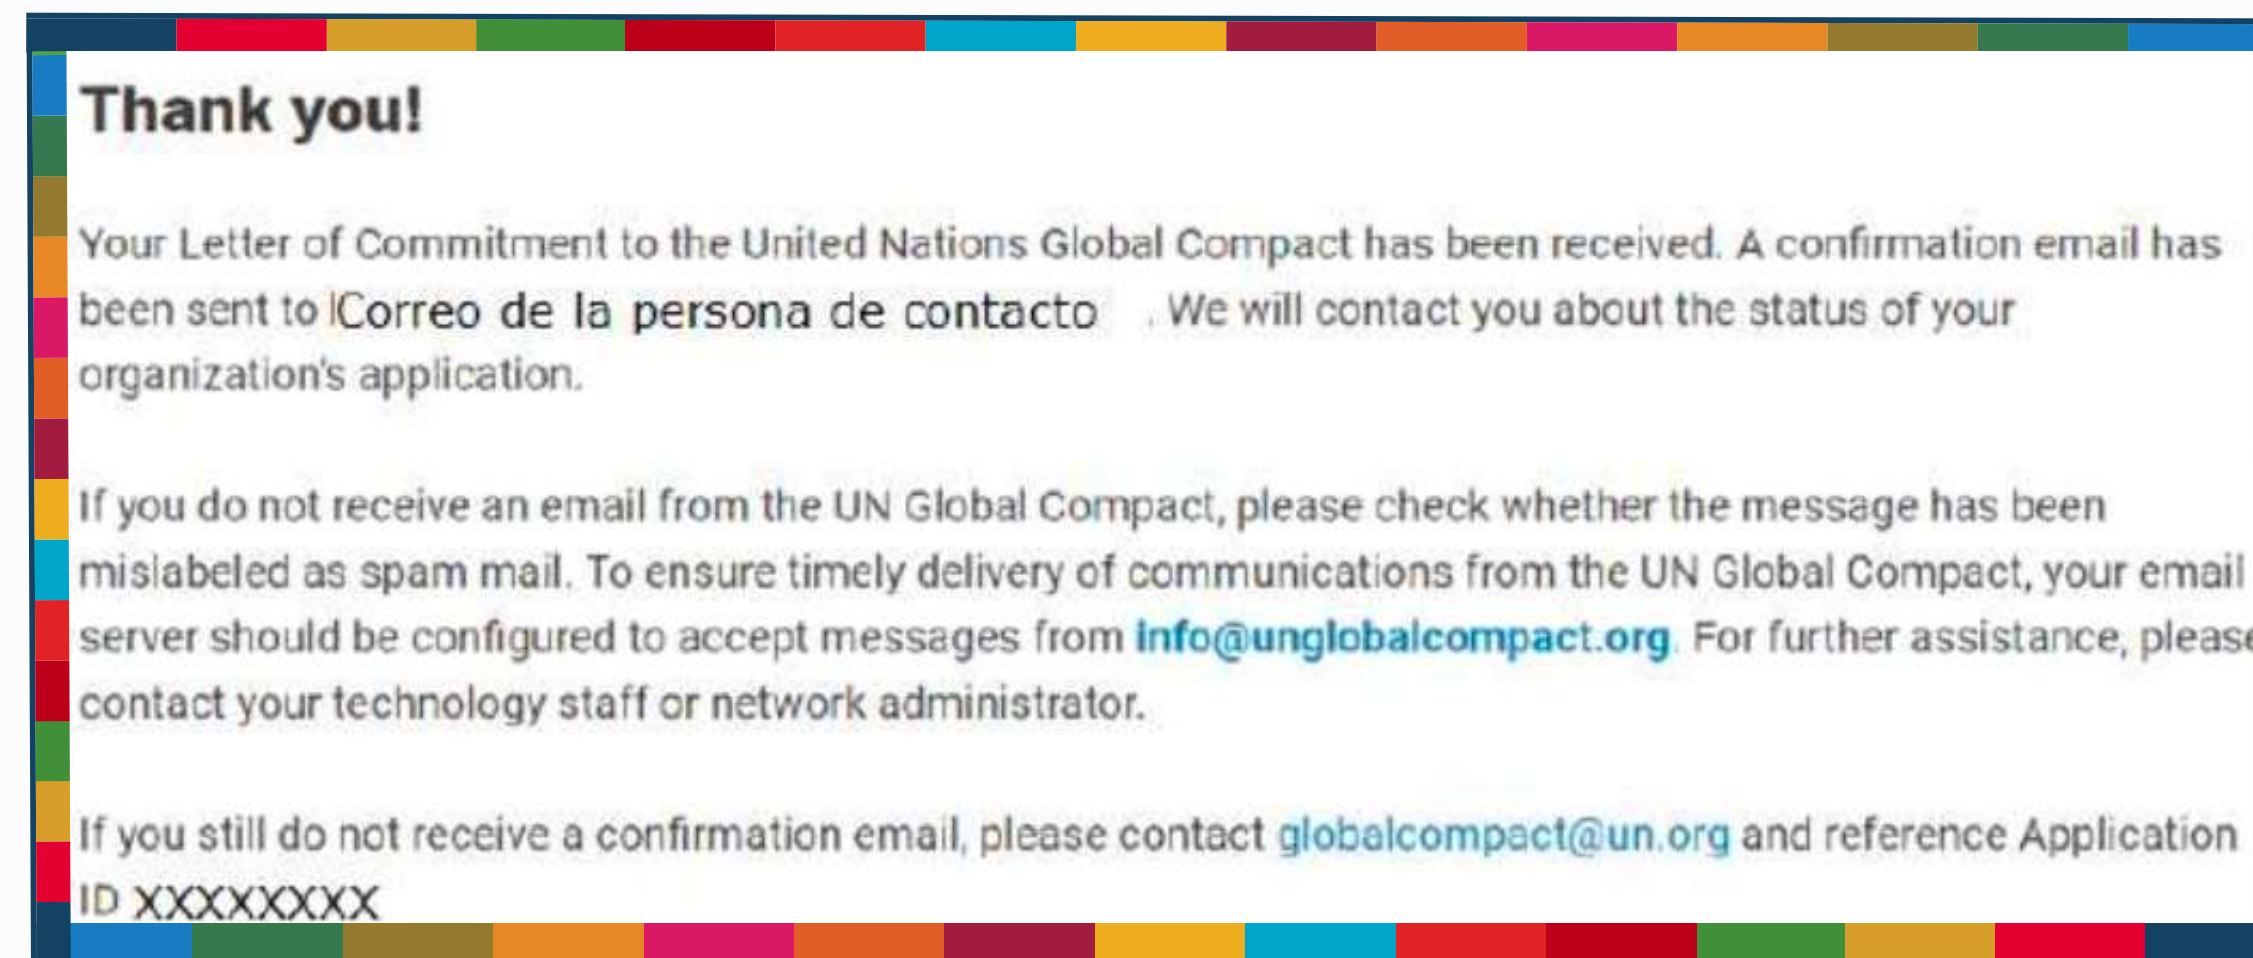 Thank you!
Your Letter of Commitment to the United Nations Global Compact has been received. A confirmation email has
been sent to Correo de la persona de contacto . We will contact you about the status of your
organization's application.
If you do not receive an email from the UN Global Compact, please check whether the message has been
mislabeled as spam mail. To ensure timely delivery of communications from the UN Global Compact, your email
server should be configured to accept messages from info@unglobalcompact.org. For further assistance, please
contact your technology staff or network administrator.
If you still do not receive a confirmation email, please contact globalcompact@un.org and reference Application
ID XXXXXXXX